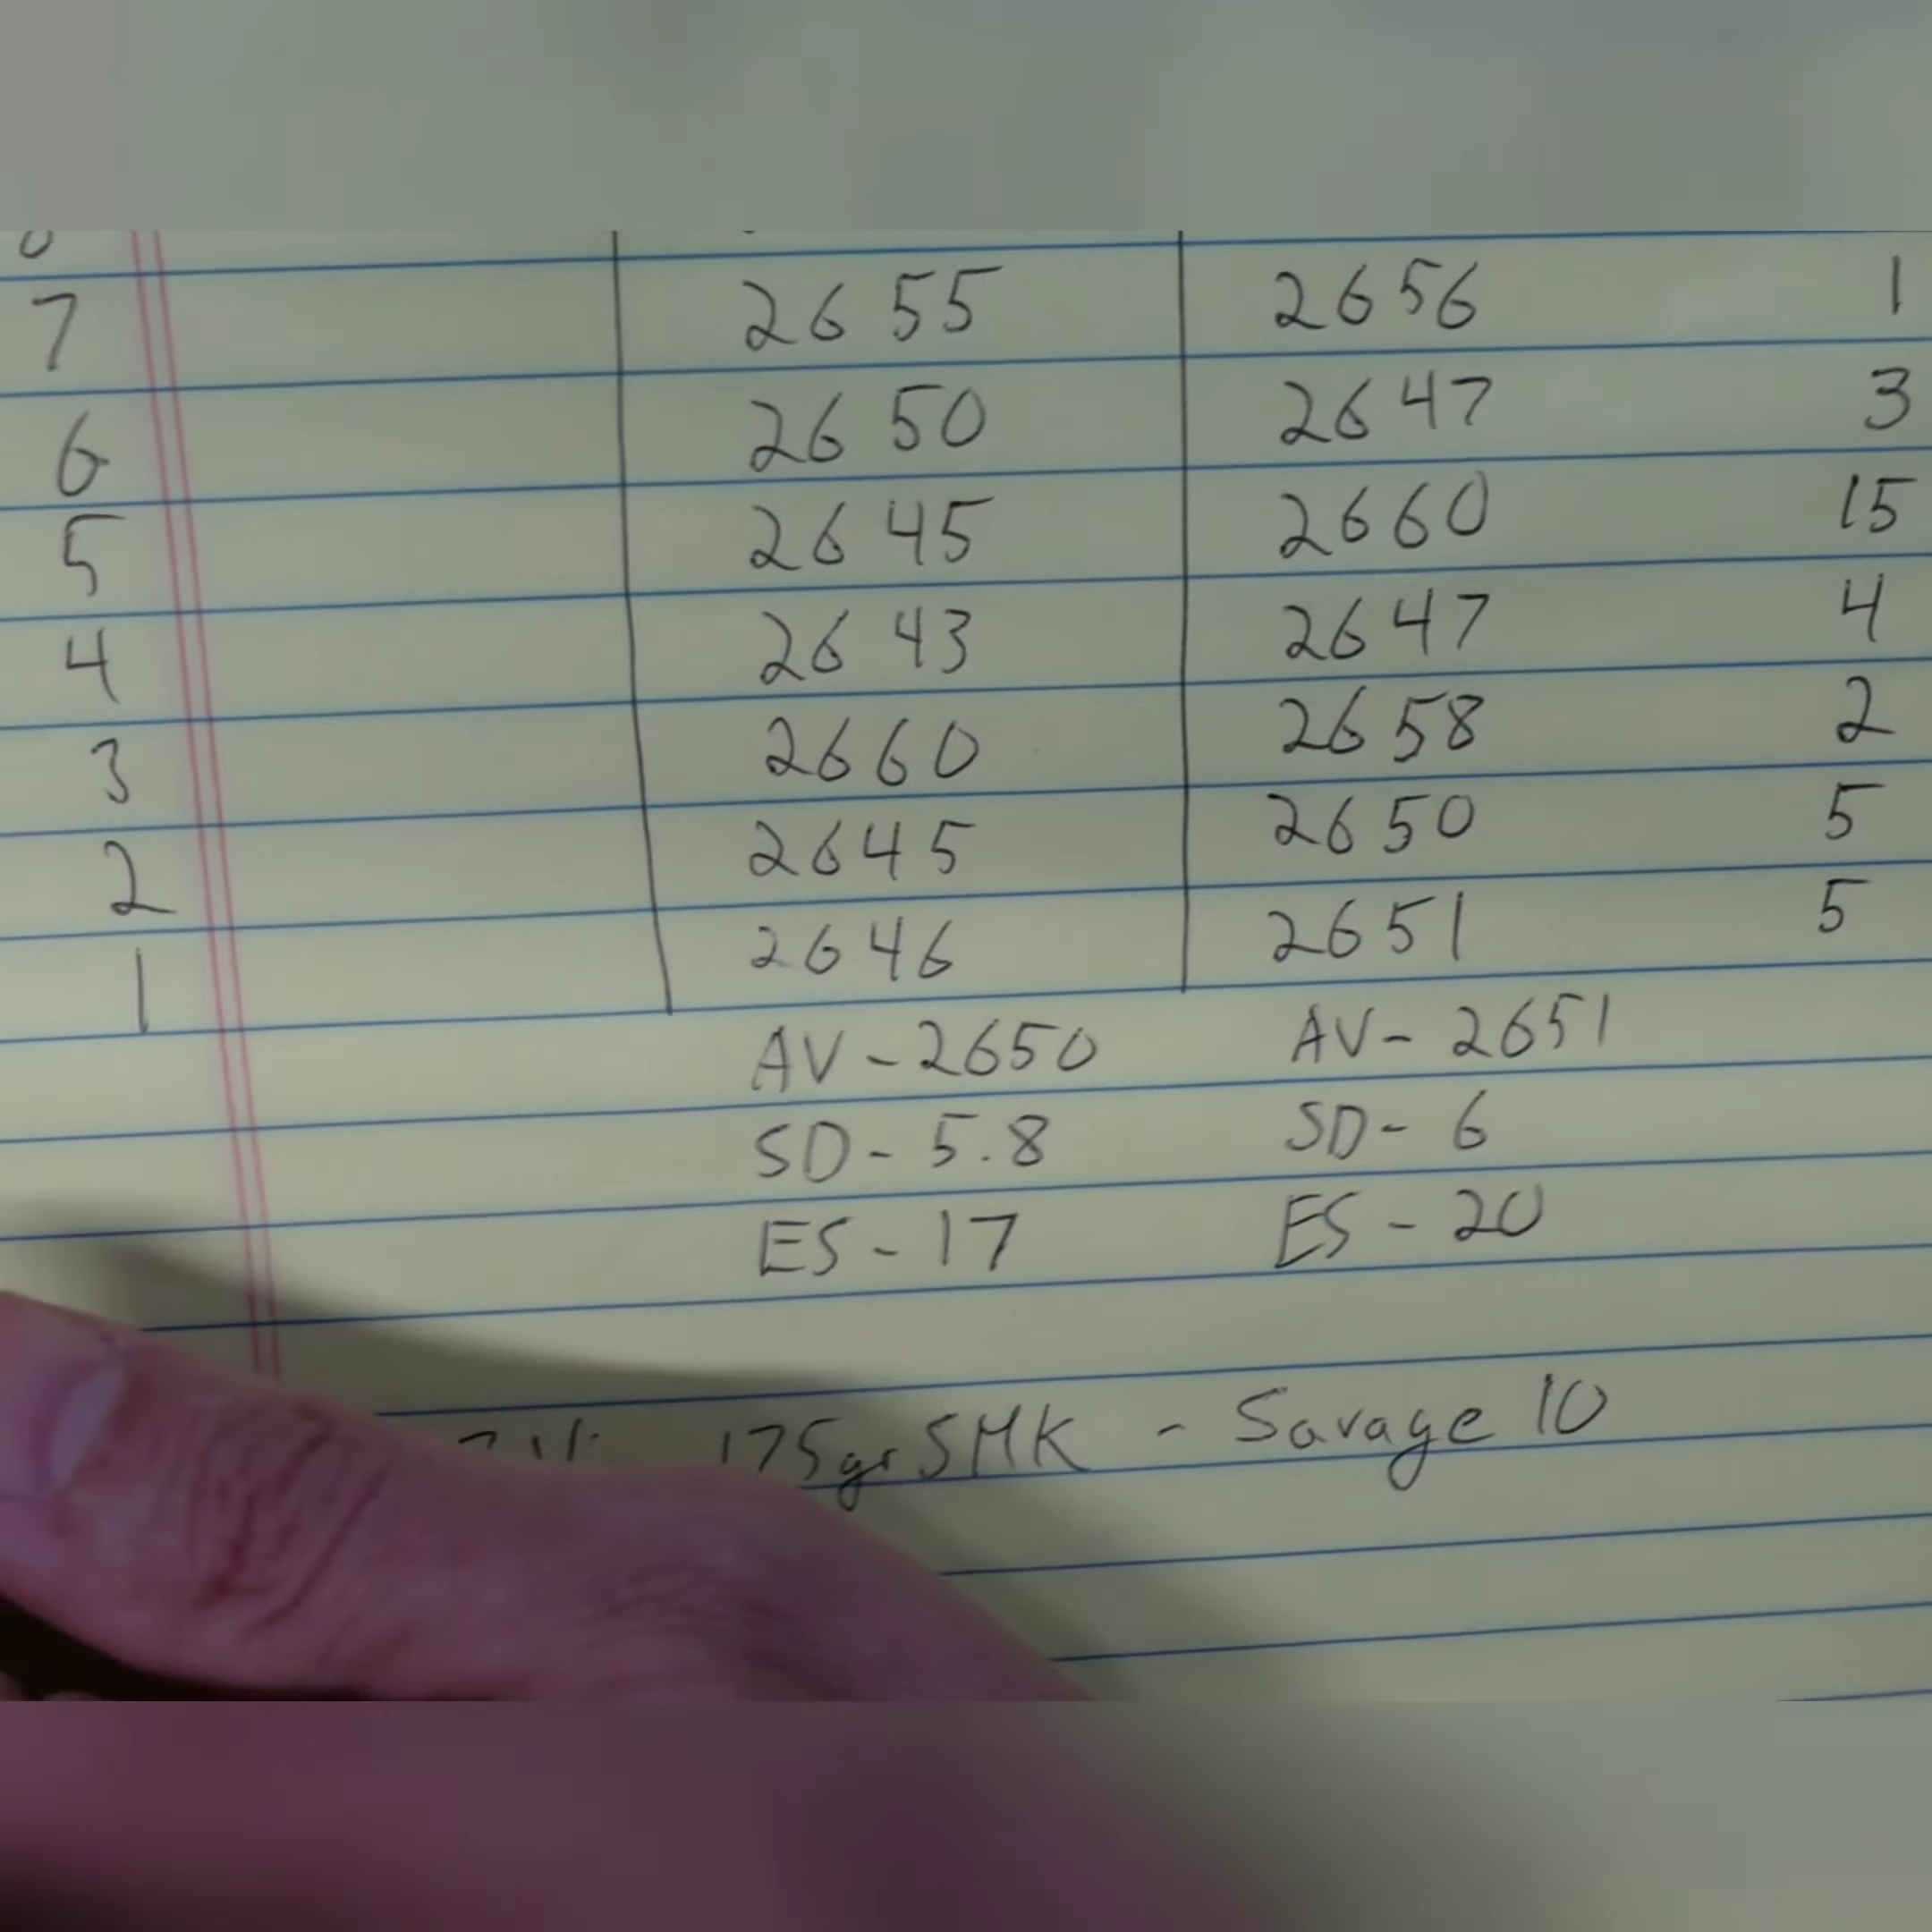 7 2655 2656 1
6 2650 2647 3
5 2645 2660 15
4 2643 2647 4
3 2660 2658 2
2 2645 2650 5
1 2646 2651 5
AV - 2650 AV - 2651
SD - 5.8 SD - 6
ES - 17 ES - 20
175gr SMK - Savage 10